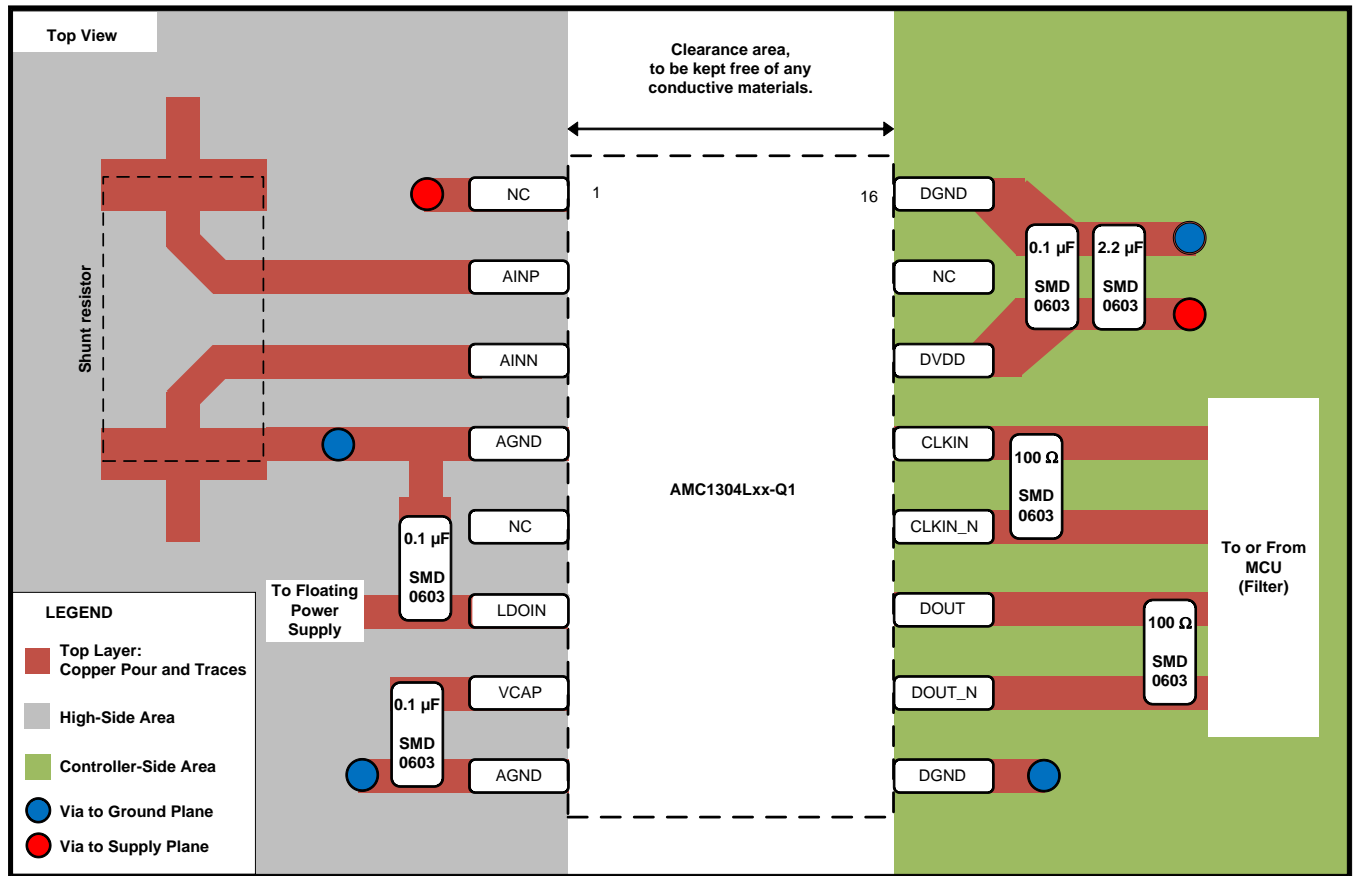 Top View
Clearance area,
to be kept free of any
conductive materials.
Shunt resistor
NC
1
AINP
AINN
AGND
NC
LDOIN
VCAP
AGND
0.1 µF
SMD
0603
To Floating
Power
Supply
0.1 µF
SMD
0603
AMC1304Lxx-Q1
16
DGND
NC
DVDD
CLKIN
CLKIN_N
DOUT
DOUT_N
DGND
0.1 µF
SMD
0603
2.2 µF
SMD
0603
100 Ω
SMD
0603
100 Ω
SMD
0603
To or From
MCU
(Filter)
LEGEND
Top Layer:
Copper Pour and Traces
High-Side Area
Controller-Side Area
Via to Ground Plane
Via to Supply Plane